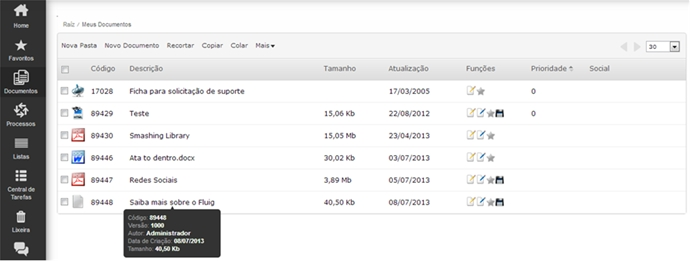 Raíz / Meus Documentos
Home
Favoritos
Documentos
Processos
Listas
Central de Tarefas
Lixeira
Nova Pasta Novo Documento Recortar Copiar Colar Mais 30
Código Descrição Tamanho Atualização Funções Prioridade Social
17028 Ficha para solicitação de suporte 17/03/2005 0
89429 Teste 15,06 Kb 22/08/2012 0
89430 Smashing Library 15,05 Mb 23/04/2013
89446 Ata to dentro.docx 30,02 Kb 03/07/2013
89447 Redes Sociais 3,89 Mb 05/07/2013
89448 Saiba mais sobre o Fluig 40,50 Kb 08/07/2013
Código: 89448
Versão: 1000
Autor: Administrador
Data de Criação: 08/07/2013
Tamanho: 40,50 Kb